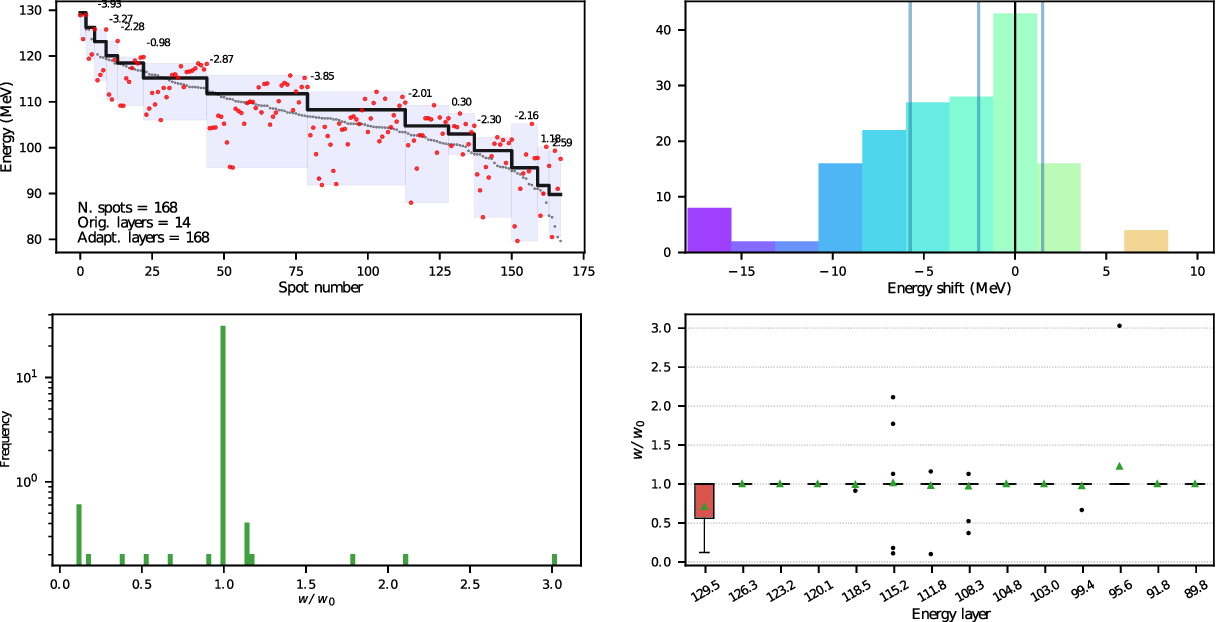 130
120
110
100
90
80
Energy (MeV)
-3.93
-3.27
-2.28
-0.98
-2.87
-3.85
-2.01
0.30
-2.30
-2.16
1.18
2.59
N. spots = 168
Orig. layers = 14
Adapt. layers = 168
0 25 50 75 100 125 150 175
Spot number
40
30
20
10
0
−15 −10 −5 0 5 10
Energy shift (MeV)
10¹
10⁰
Frequency
0.0 0.5 1.0 1.5 2.0 2.5 3.0
w/w₀
3.0
2.5
2.0
1.5
1.0
0.5
0.0
w/w₀
129.5 126.3 123.2 120.1 118.5 115.2 111.8 108.3 104.8 103.0 99.4 95.6 91.8 89.8
Energy layer